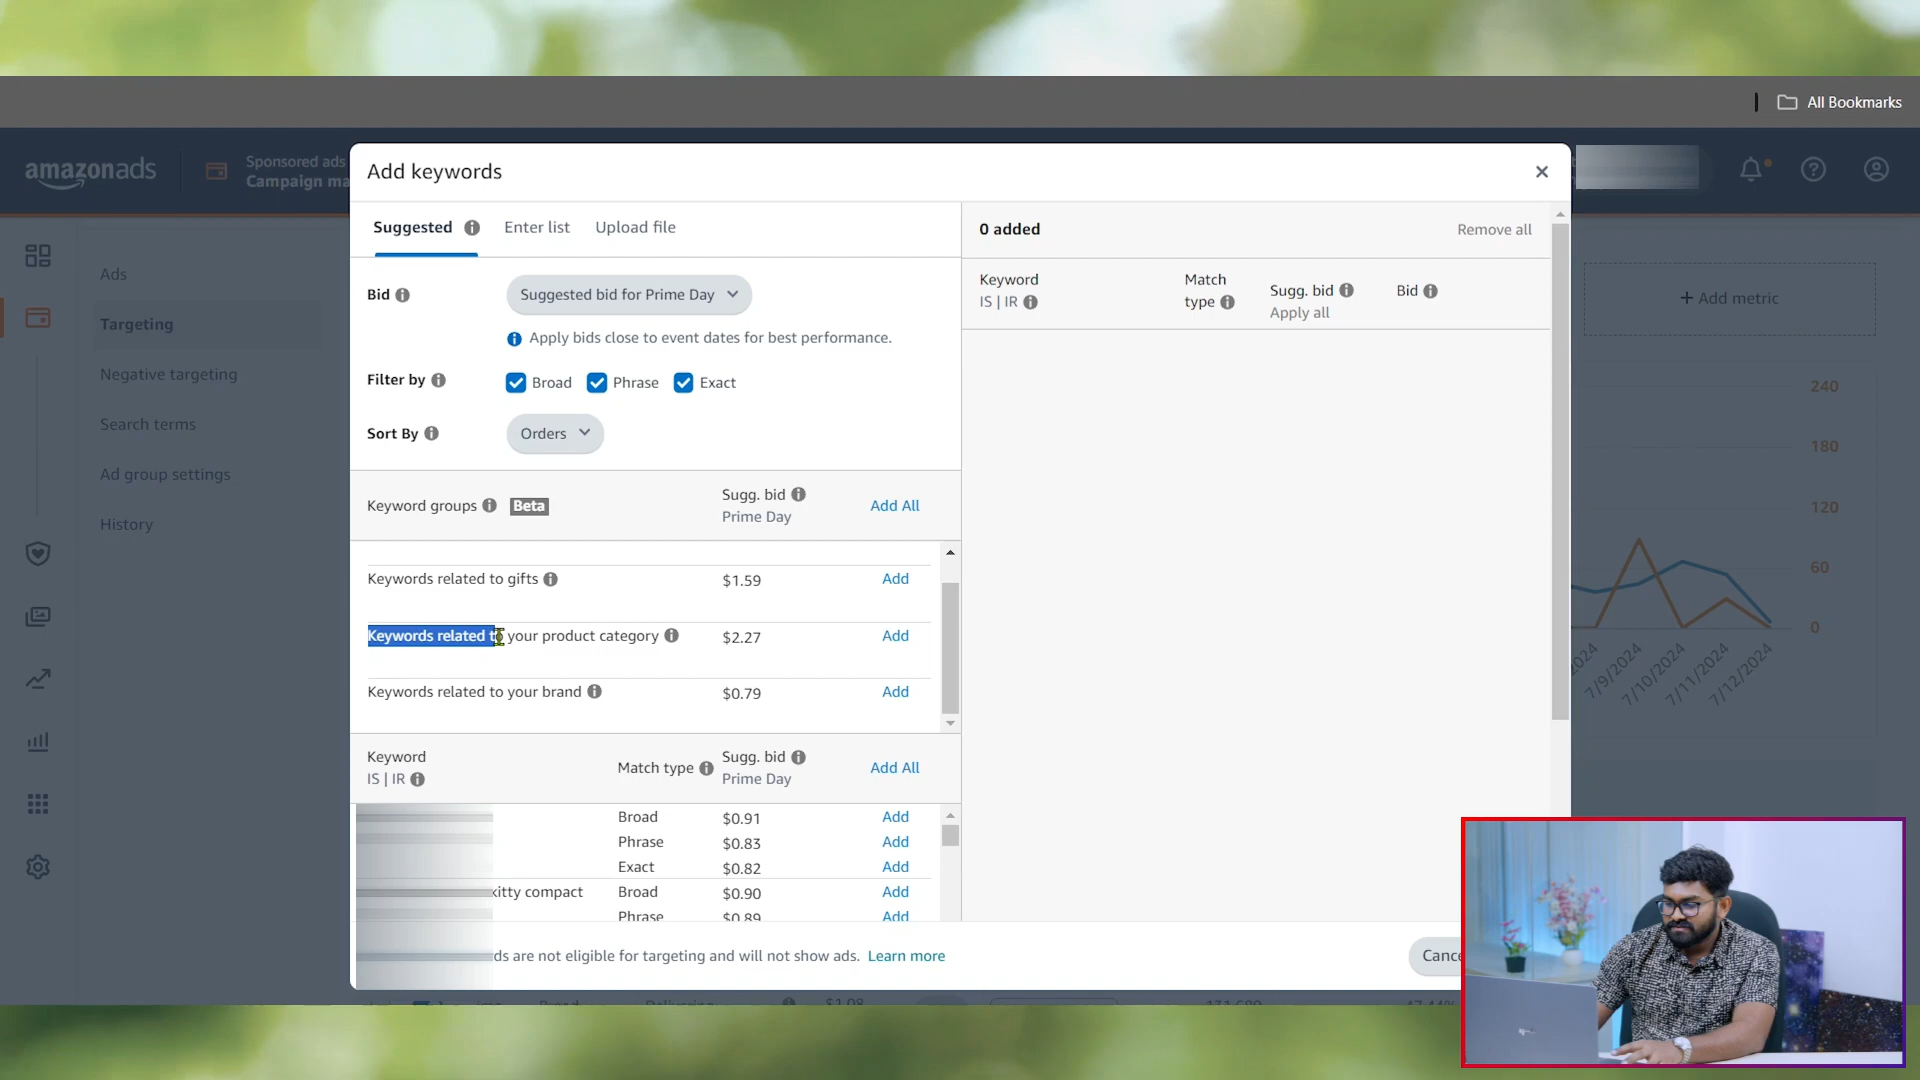 All Bookmarks
amazonads
Sponsored ads
Campaign ma
Add keywords
Ads
Targeting
Negative targeting
Search terms
Ad group settings
History
Suggested
Enter list
Upload file
Bid
Suggested bid for Prime Day
Apply bids close to event dates for best performance.
Filter by
Broad
Phrase
Exact
Sort By
Orders
Keyword groups
Beta
Sugg. bid
Prime Day
Add All
Keywords related to gifts
$1.59
Add
Keywords related to your product category
$2.27
Add
Keywords related to your brand
$0.79
Add
Keyword
IS | IR
Match type
Sugg. bid
Prime Day
Add All
Broad
$0.91
Add
Phrase
$0.83
Add
Exact
$0.82
Add
kitty compact
Broad
$0.90
Add
Phrase
$0.89
Add
ds are not eligible for targeting and will not show ads. Learn more
0 added
Remove all
Keyword
IS | IR
Match
type
Sugg. bid
Apply all
Bid
Cance
+ Add metric
240
180
120
60
0
2024
7/9/2024
7/10/2024
7/11/2024
7/12/2024